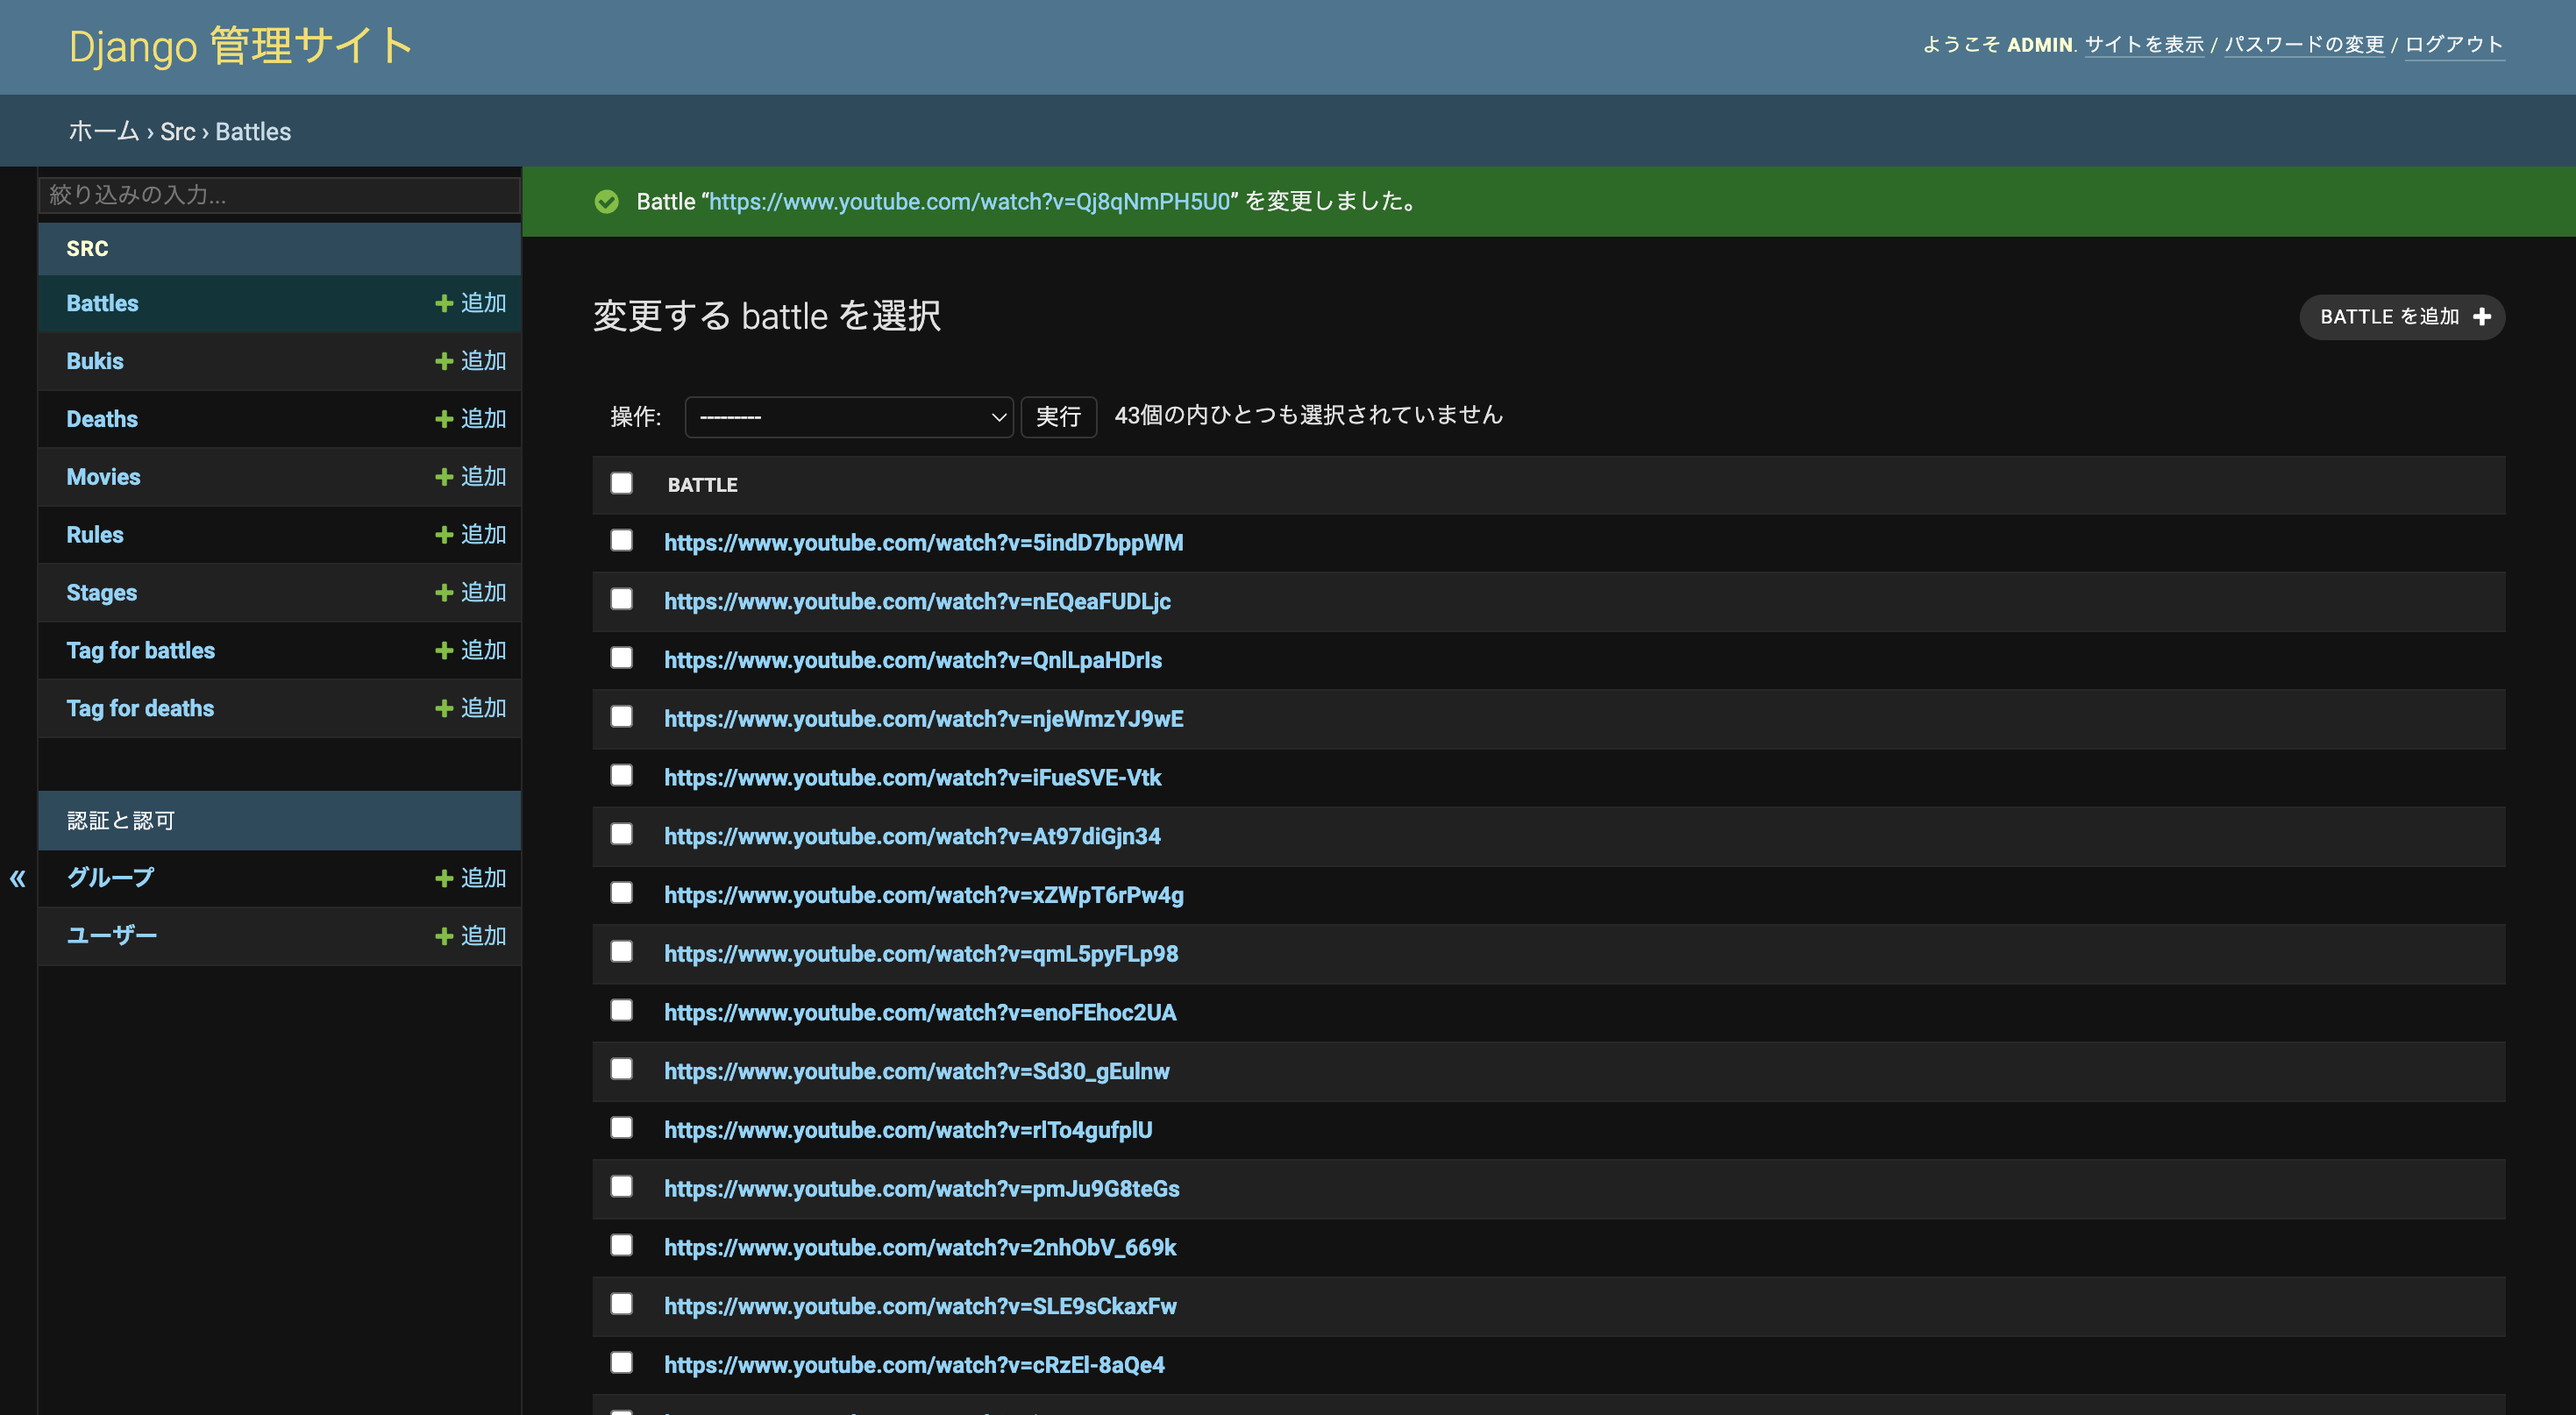 Django 管理サイト
ようこそ ADMIN. サイトを表示 / パスワードの変更 / ログアウト
ホーム › Src › Battles
絞り込みの入力...
SRC
Battles 追加
Bukis 追加
Deaths 追加
Movies 追加
Rules 追加
Stages 追加
Tag for battles 追加
Tag for deaths 追加
認証と認可
グループ 追加
ユーザー 追加
«
Battle “https://www.youtube.com/watch?v=Qj8qNmPH5U0” を変更しました。
変更する battle を選択
BATTLE を追加
操作: --------- 実行 43個の内ひとつも選択されていません
BATTLE
https://www.youtube.com/watch?v=5indD7bppWM
https://www.youtube.com/watch?v=nEQeaFUDLjc
https://www.youtube.com/watch?v=QnlLpaHDrIs
https://www.youtube.com/watch?v=njeWmzYJ9wE
https://www.youtube.com/watch?v=iFueSVE-Vtk
https://www.youtube.com/watch?v=At97diGjn34
https://www.youtube.com/watch?v=xZWpT6rPw4g
https://www.youtube.com/watch?v=qmL5pyFLp98
https://www.youtube.com/watch?v=enoFEhoc2UA
https://www.youtube.com/watch?v=Sd30_gEulnw
https://www.youtube.com/watch?v=rlTo4gufplU
https://www.youtube.com/watch?v=pmJu9G8teGs
https://www.youtube.com/watch?v=2nhObV_669k
https://www.youtube.com/watch?v=SLE9sCkaxFw
https://www.youtube.com/watch?v=cRzEl-8aQe4